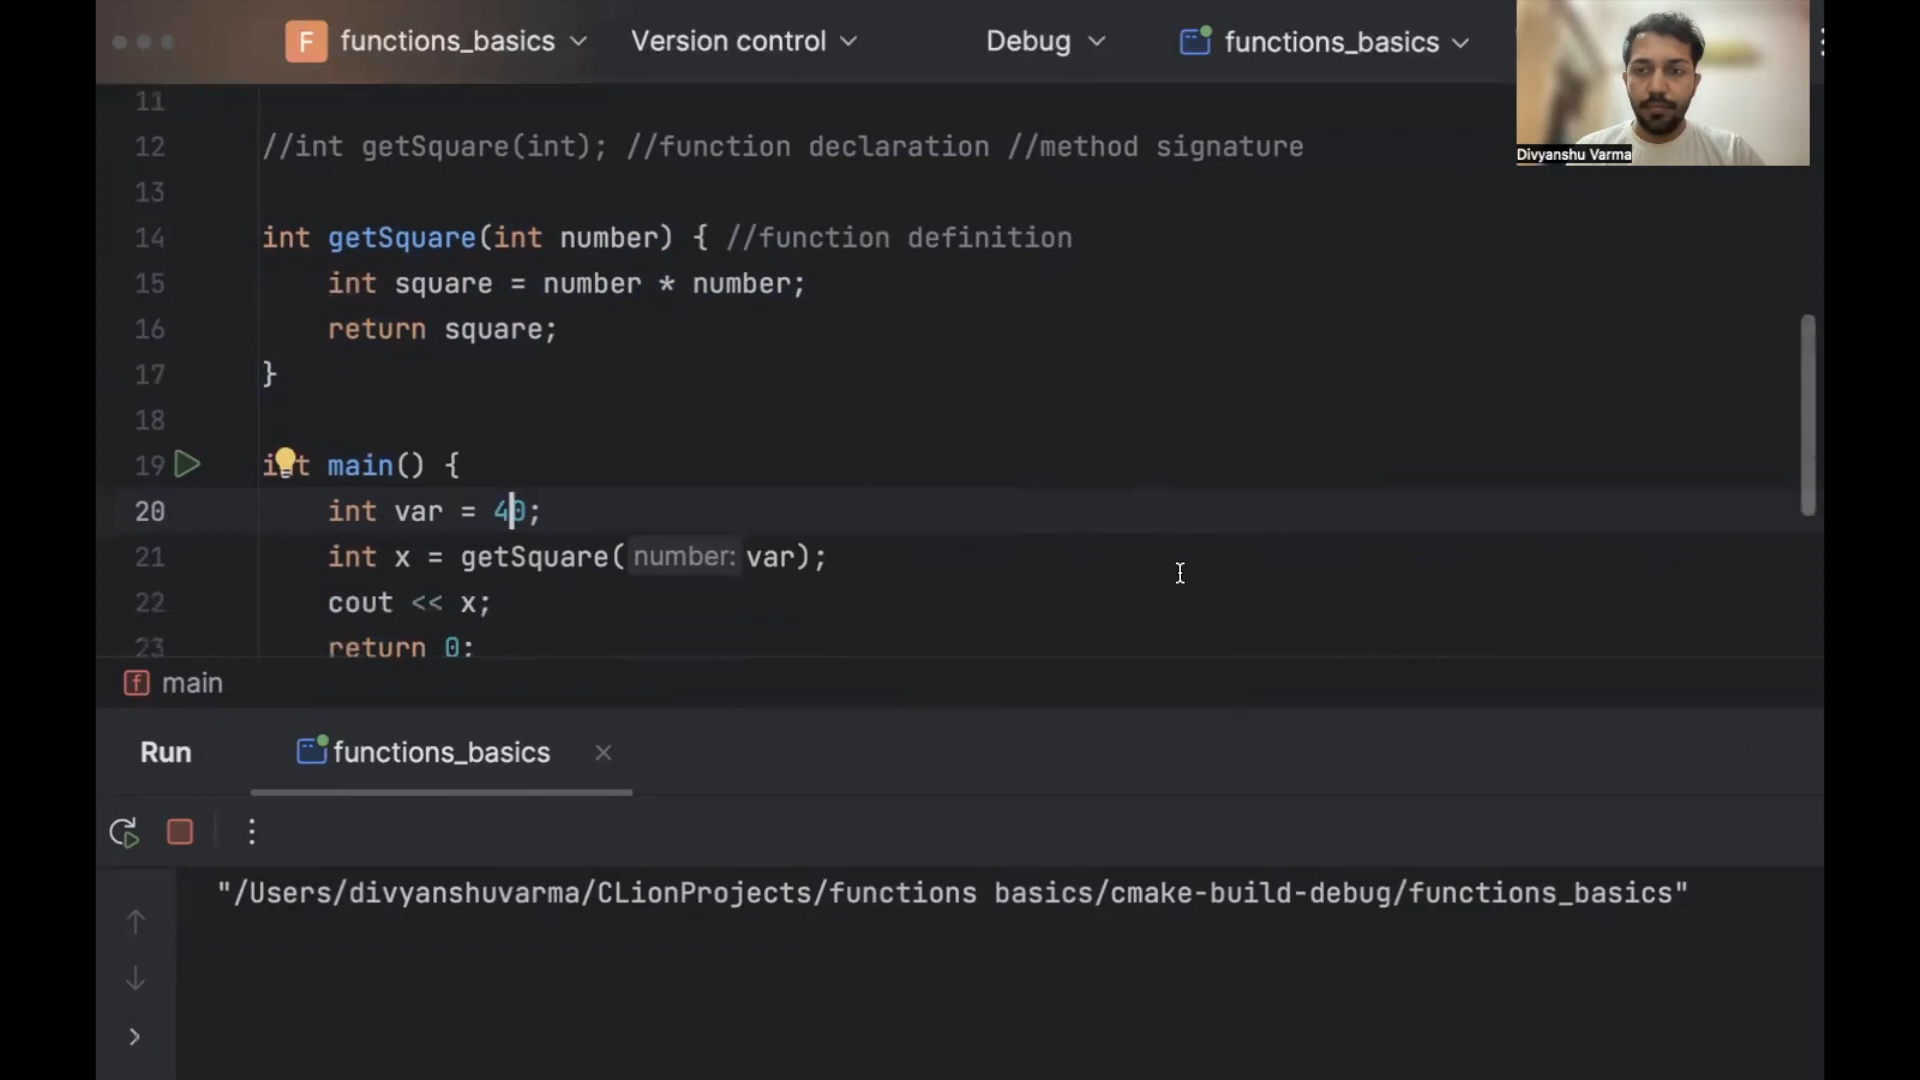 F functions_basics Version control Debug functions_basics
Divyanshu Varma
11
12 //int getSquare(int); //function declaration //method signature
13
14 int getSquare(int number) { //function definition
15 int square = number * number;
16 return square;
17 }
18
19 int main() {
20 int var = 40;
21 int x = getSquare( number: var);
22 cout << x;
23 return 0;
f main
Run functions_basics
"/Users/divyanshuvarma/CLionProjects/functions basics/cmake-build-debug/functions_basics"